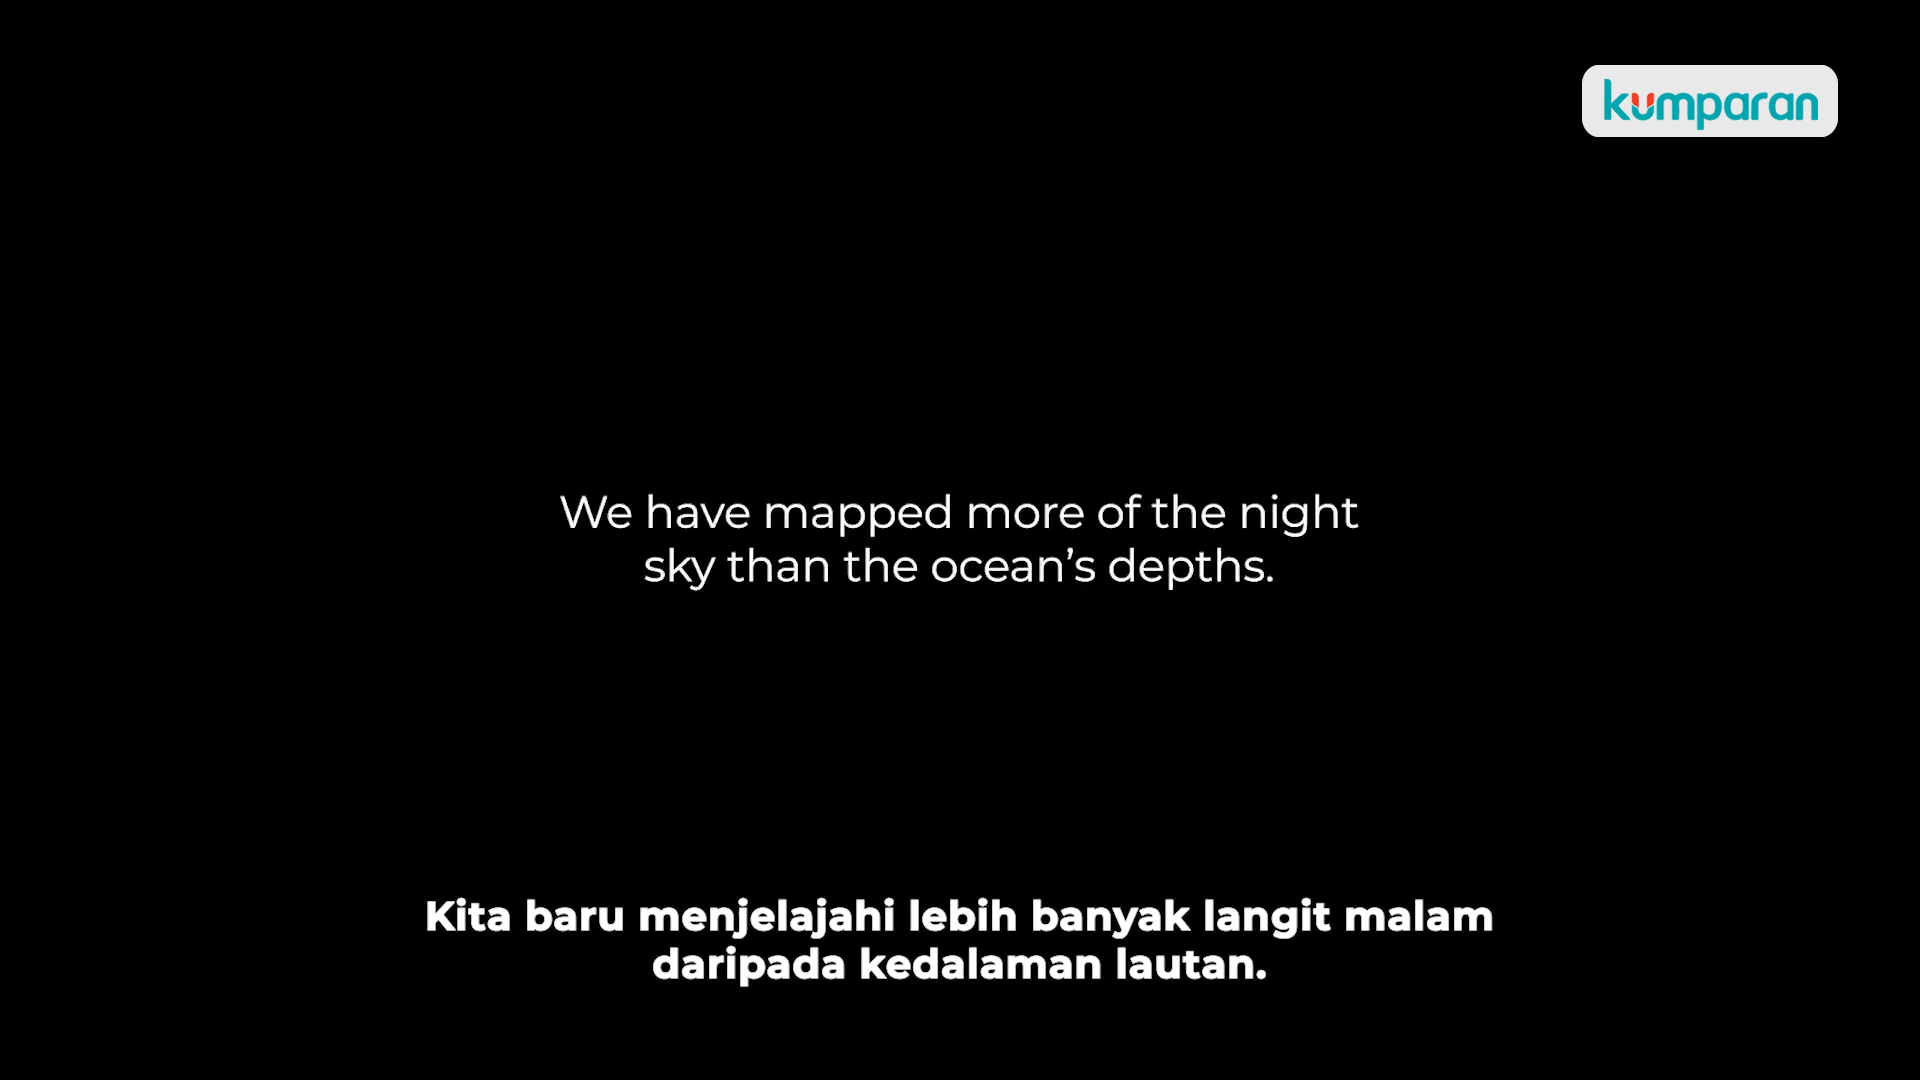 kumparan
We have mapped more of the night
sky than the ocean’s depths.
Kita baru menjelajahi lebih banyak langit malam
daripada kedalaman lautan.